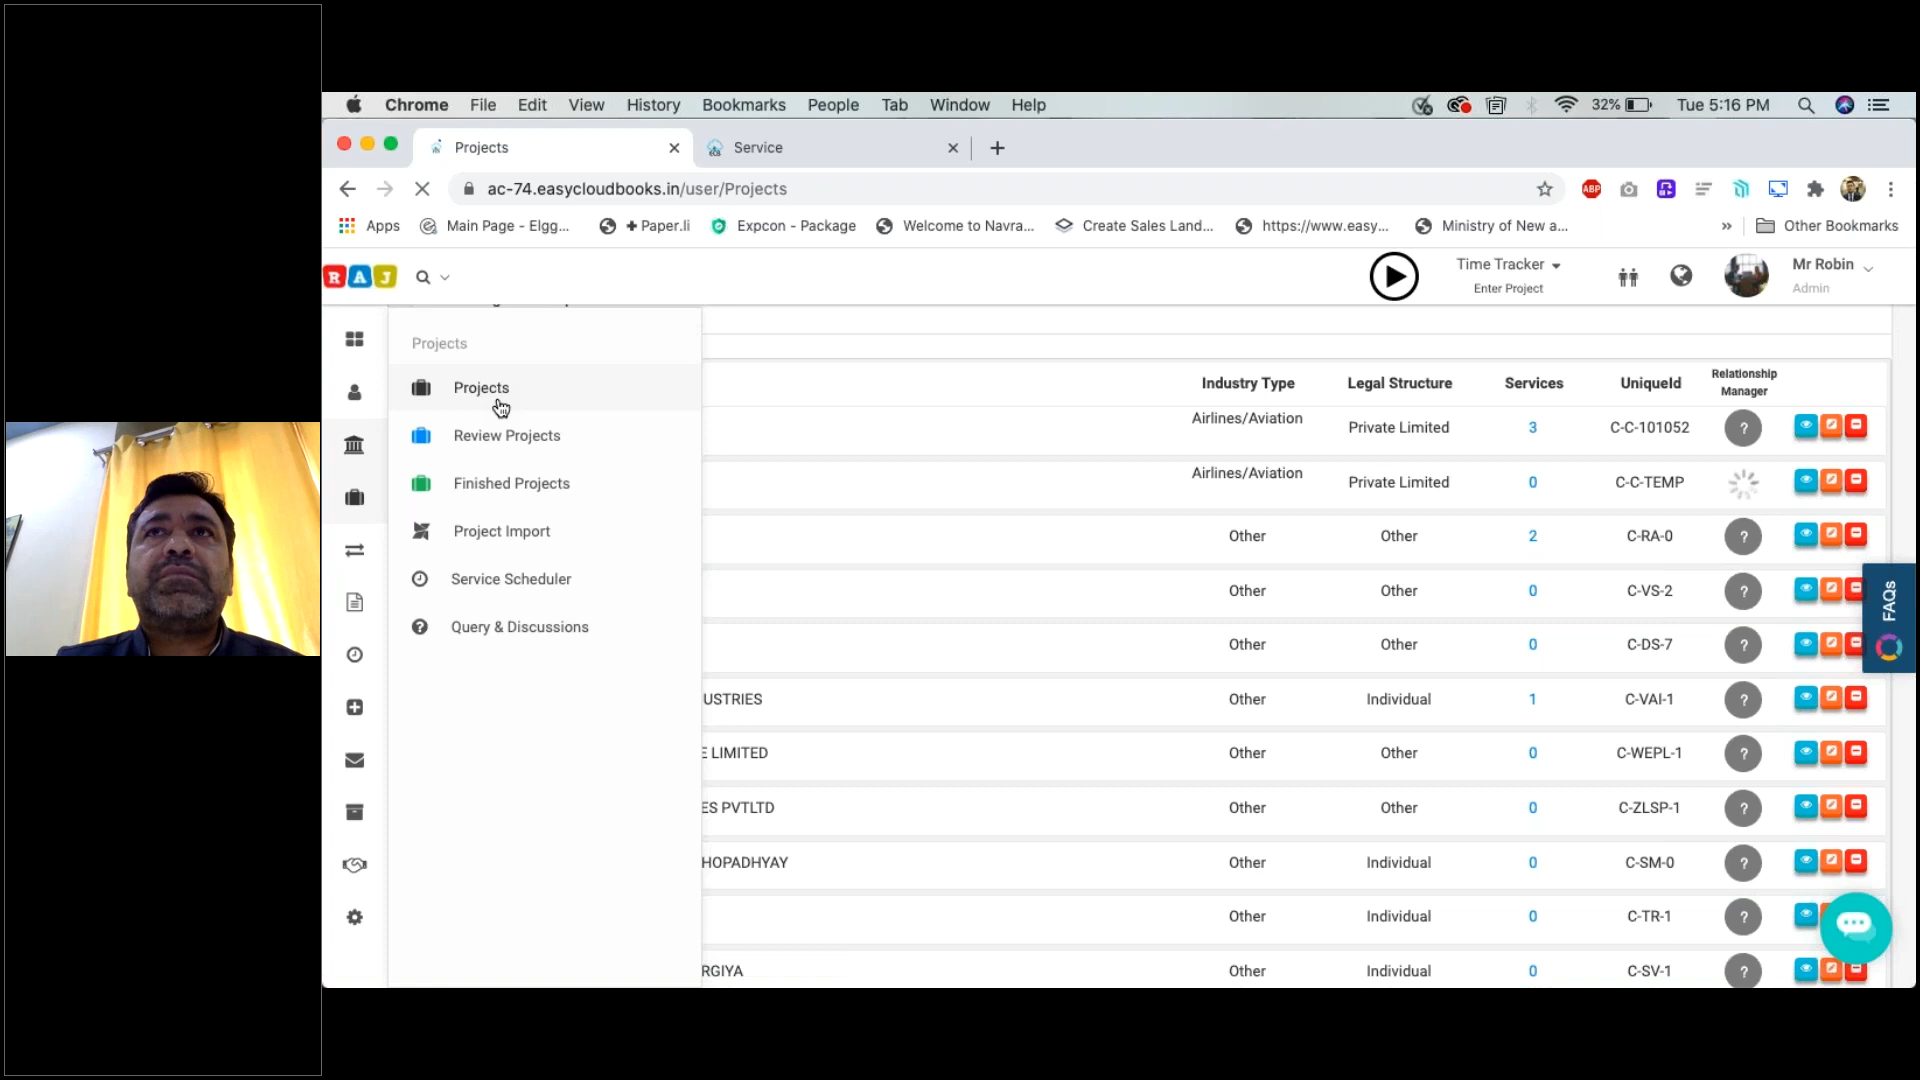 Chrome File Edit View History Bookmarks People Tab Window Help 32% Tue 5:16 PM
Projects Service
ac-74.easycloudbooks.in/user/Projects ABP
Apps Main Page - Elgg... + Paper.li Expcon - Package Welcome to Navra... Create Sales Land... https://www.easy... Ministry of New a... » Other Bookmarks
RAJ
Time Tracker
Enter Project
Mr Robin
Admin
Projects
Projects
Review Projects
Finished Projects
Project Import
Service Scheduler
Query & Discussions
Industry Type Legal Structure Services UniqueId Relationship
Manager
Airlines/Aviation Private Limited 3 C-C-101052 ?
Airlines/Aviation Private Limited 0 C-C-TEMP
Other Other 2 C-RA-0 ?
Other Other 0 C-VS-2 ?
Other Other 0 C-DS-7 ?
USTRIES Other Individual 1 C-VAI-1 ?
E LIMITED Other Other 0 C-WEPL-1 ?
ES PVTLTD Other Other 0 C-ZLSP-1 ?
HOPADHYAY Other Individual 0 C-SM-0 ?
Other Individual 0 C-TR-1 ?
RGIYA Other Individual 0 C-SV-1 ?
FAQs